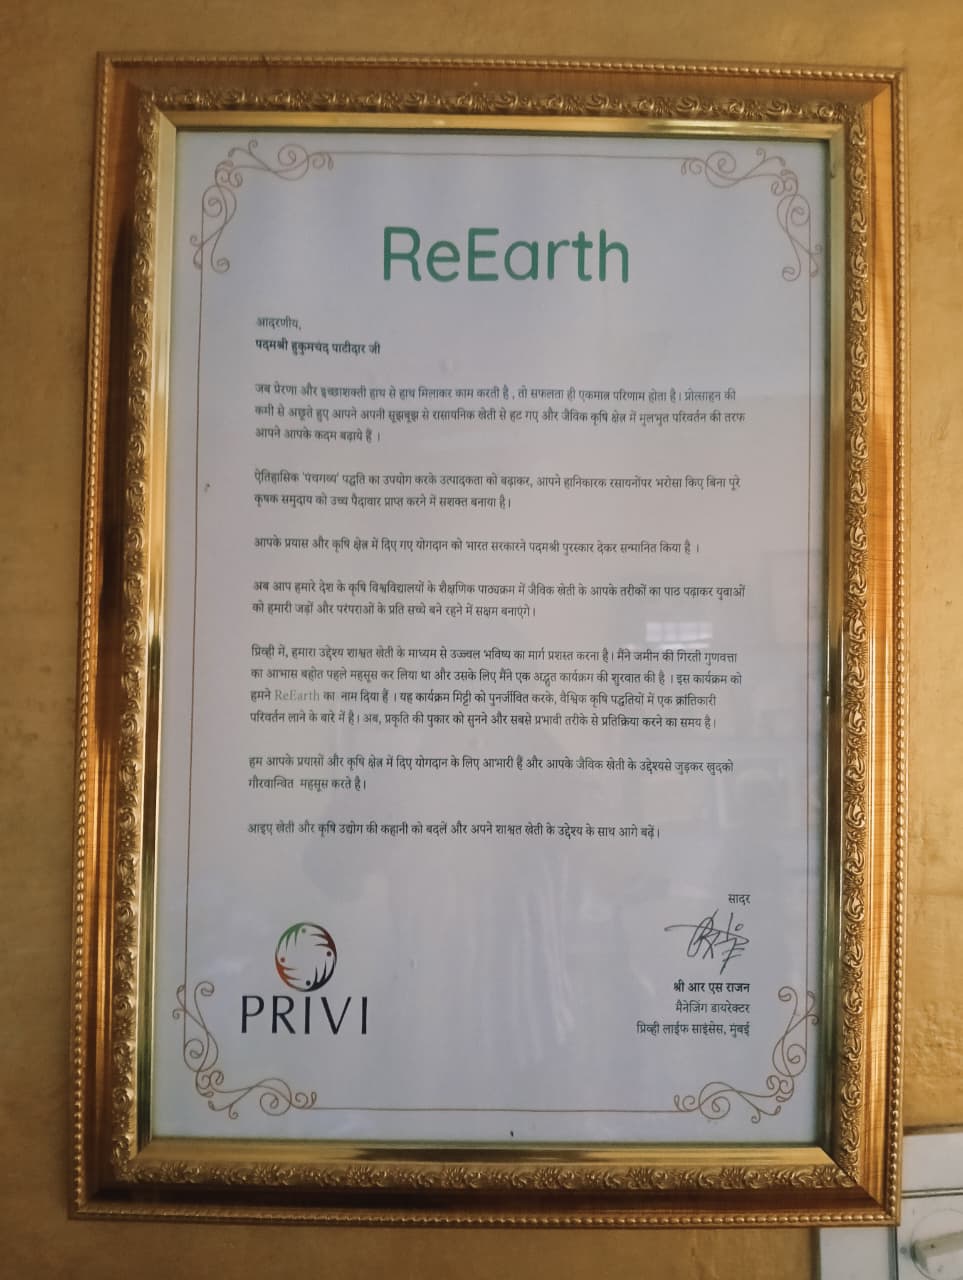 ReEarth
आदरणीय,
पद्मश्री हुकुमचंद पाटीदार जी
जब प्रेरणा और इच्छाशक्ती हाथ से हाथ मिलाकर काम करती है , तो सफलता ही एकमात्र परिणाम होता है। प्रोत्साहन की
कमी से अछूते हुए आपने अपनी सूझबूझ से रासायनिक खेती से हट गए और जैविक कृषि क्षेत्र में मुलभुत परिवर्तन की तरफ
आपने आपके कदम बढ़ाये हैं ।
ऐतिहासिक 'पंचगव्य' पद्धति का उपयोग करके उत्पादकता को बढ़ाकर, आपने हानिकारक रसायनोंपर भरोसा किए बिना पूरे
कृषक समुदाय को उच्च पैदावार प्राप्त करने में सशक्त बनाया है।
आपके प्रयास और कृषि क्षेत्र में दिए गए योगदान को भारत सरकारने पद्मश्री पुरस्कार देकर सन्मानित किया है ।
अब आप हमारे देश के कृषि विश्वविद्यालयों के शैक्षणिक पाठ्यक्रम में जैविक खेती के आपके तरीकों का पाठ पढ़ाकर युवाओं
को हमारी जड़ों और परंपराओं के प्रति सच्चे बने रहने में सक्षम बनाएंगे।
प्रिव्ही में, हमारा उद्देश्य शाश्वत खेती के माध्यम से उज्ज्वल भविष्य का मार्ग प्रशस्त करना है। मैंने जमीन की गिरती गुणवत्ता
का आभास बहोत पहले महसूस कर लिया था और उसके लिए मैंने एक अद्भुत कार्यक्रम की शुरवात की है । इस कार्यक्रम को
हमने ReEarth का नाम दिया हैं । यह कार्यक्रम मिट्टी को पुनर्जीवित करके, वैश्विक कृषि पद्धतियों में एक क्रांतिकारी
परिवर्तन लाने के बारे में है। अब, प्रकृति की पुकार को सुनने और सबसे प्रभावी तरीके से प्रतिक्रिया करने का समय है।
हम आपके प्रयासों और कृषि क्षेत्र में दिए योगदान के लिए आभारी हैं और आपके जैविक खेती के उद्देश्यसे जुड़कर खुदको
गौरवान्वित महसूस करते है।
आइए खेती और कृषि उद्योग की कहानी को बदलें और अपने शाश्वत खेती के उद्देश्य के साथ आगे बढ़ें।
सादर
श्री आर एस राजन
मैनेजिंग डायरेक्टर
प्रिव्ही लाईफ साइंसेस, मुंबई
PRIVI